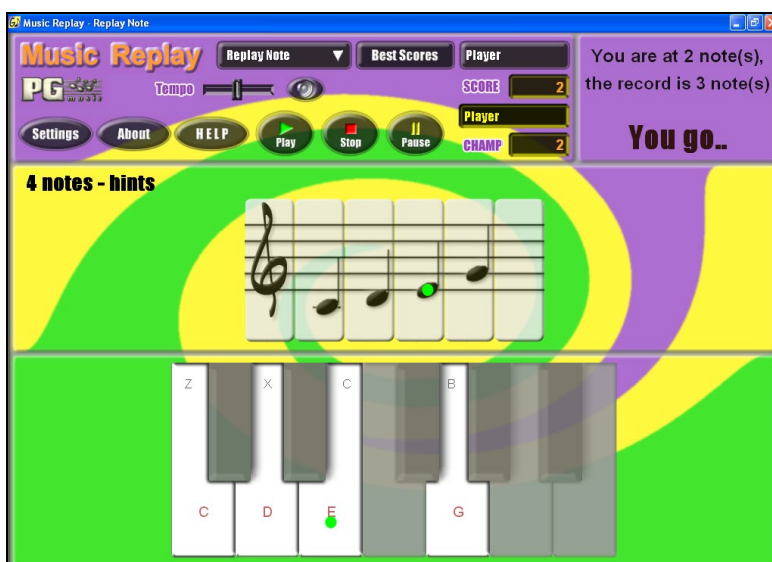 Music Replay - Replay Note
Music Replay
Replay Note
Best Scores
Player
You are at 2 note(s),
the record is 3 note(s)
PG music
Tempo
SCORE 2
Player
Settings
About
HELP
Play
Stop
Pause
CHAMP 2
You go..
4 notes - hints
Z X C B
C D E G